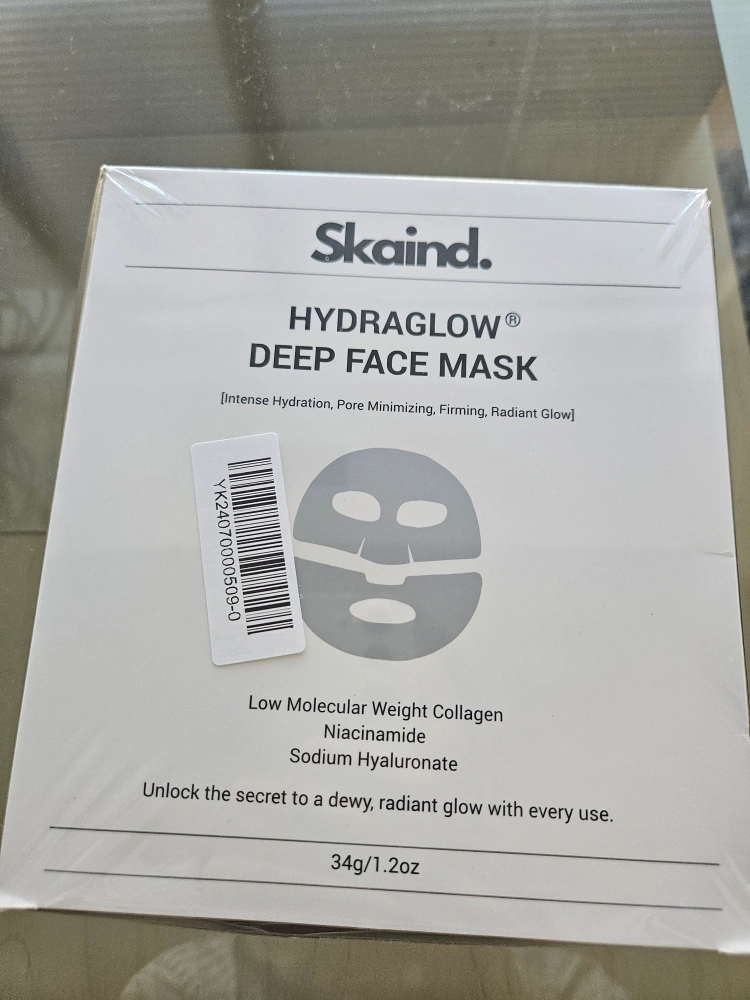 Skaind.
HYDRAGLOW®
DEEP FACE MASK
[Intense Hydration, Pore Minimizing, Firming, Radiant Glow]
YK2407000509-0
Low Molecular Weight Collagen
Niacinamide
Sodium Hyaluronate
Unlock the secret to a dewy, radiant glow with every use.
34g/1.2oz